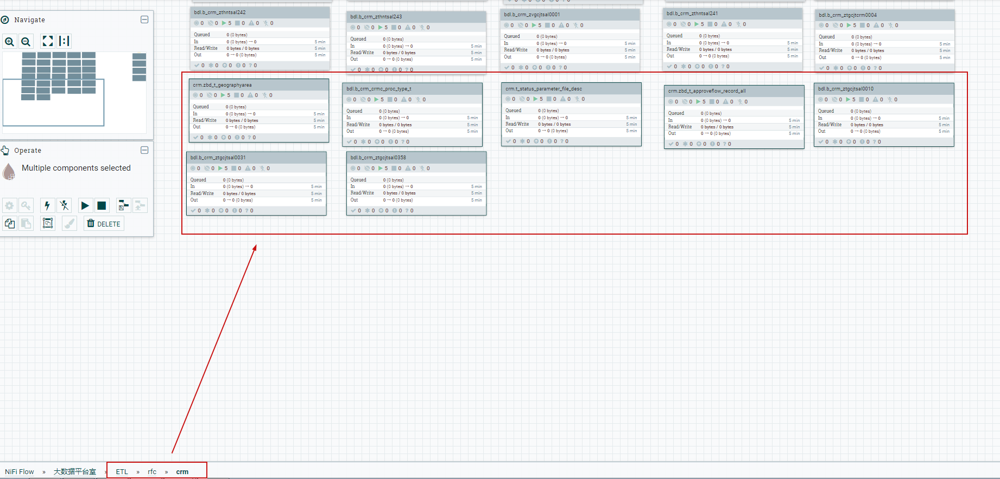 Navigate
Operate
Multiple components selected
DELETE
bdl.b_crm_zthntsal242
0 0 5 0 0 0
Queued 0 (0 bytes)
In 0 (0 bytes) → 0 5 min
Read/Write 0 bytes / 0 bytes 5 min
Out 0 → 0 (0 bytes) 5 min
0 0 0 0 ? 0
bdl.b_crm_zthntsal243
0 0 5 0 0 0
Queued 0 (0 bytes)
In 0 (0 bytes) → 0 5 min
Read/Write 0 bytes / 0 bytes 5 min
Out 0 → 0 (0 bytes) 5 min
0 0 0 0 ? 0
bdl.b_crm_zvgcjtsal0001
0 0 5 0 0 0
Queued 0 (0 bytes)
In 0 (0 bytes) → 0 5 min
Read/Write 0 bytes / 0 bytes 5 min
Out 0 → 0 (0 bytes) 5 min
0 0 0 0 ? 0
bdl.b_crm_zthntsal241
0 0 5 0 0 0
Queued 0 (0 bytes)
In 0 (0 bytes) → 0 5 min
Read/Write 0 bytes / 0 bytes 5 min
Out 0 → 0 (0 bytes) 5 min
0 0 0 0 ? 0
bdl.b_crm_ztgcjtcrm0004
0 0 5 0 0 0
Queued 0 (0 bytes)
In 0 (0 bytes) → 0 5 min
Read/Write 0 bytes / 0 bytes 5 min
Out 0 → 0 (0 bytes) 5 min
0 0 0 0 ? 0
crm.zbd_t_geographyarea
0 0 5 0 0 0
Queued 0 (0 bytes)
In 0 (0 bytes) → 0 5 min
Read/Write 0 bytes / 0 bytes 5 min
Out 0 → 0 (0 bytes) 5 min
0 0 0 0 ? 0
bdl.b_crm_crmc_proc_type_t
0 0 5 0 0 0
Queued 0 (0 bytes)
In 0 (0 bytes) → 0 5 min
Read/Write 0 bytes / 0 bytes 5 min
Out 0 → 0 (0 bytes) 5 min
0 0 0 0 ? 0
crm.t_status_parameter_file_desc
0 0 5 0 0 0
Queued 0 (0 bytes)
In 0 (0 bytes) → 0 5 min
Read/Write 0 bytes / 0 bytes 5 min
Out 0 → 0 (0 bytes) 5 min
0 0 0 0 ? 0
crm.zbd_t_approveflow_record_all
0 0 5 0 0 0
Queued 0 (0 bytes)
In 0 (0 bytes) → 0 5 min
Read/Write 0 bytes / 0 bytes 5 min
Out 0 → 0 (0 bytes) 5 min
0 0 0 0 ? 0
bdl.b_crm_ztgcjtsal0010
0 0 5 0 0 0
Queued 0 (0 bytes)
In 0 (0 bytes) → 0 5 min
Read/Write 0 bytes / 0 bytes 5 min
Out 0 → 0 (0 bytes) 5 min
0 0 0 0 ? 0
bdl.b_crm_ztgcjtsal0031
0 0 5 0 0 0
Queued 0 (0 bytes)
In 0 (0 bytes) → 0 5 min
Read/Write 0 bytes / 0 bytes 5 min
Out 0 → 0 (0 bytes) 5 min
0 0 0 0 ? 0
bdl.b_crm_ztgcjtsal0358
0 0 5 0 0 0
Queued 0 (0 bytes)
In 0 (0 bytes) → 0 5 min
Read/Write 0 bytes / 0 bytes 5 min
Out 0 → 0 (0 bytes) 5 min
0 0 0 0 ? 0
NiFi Flow » 大数据平台室 » ETL » rfc » crm